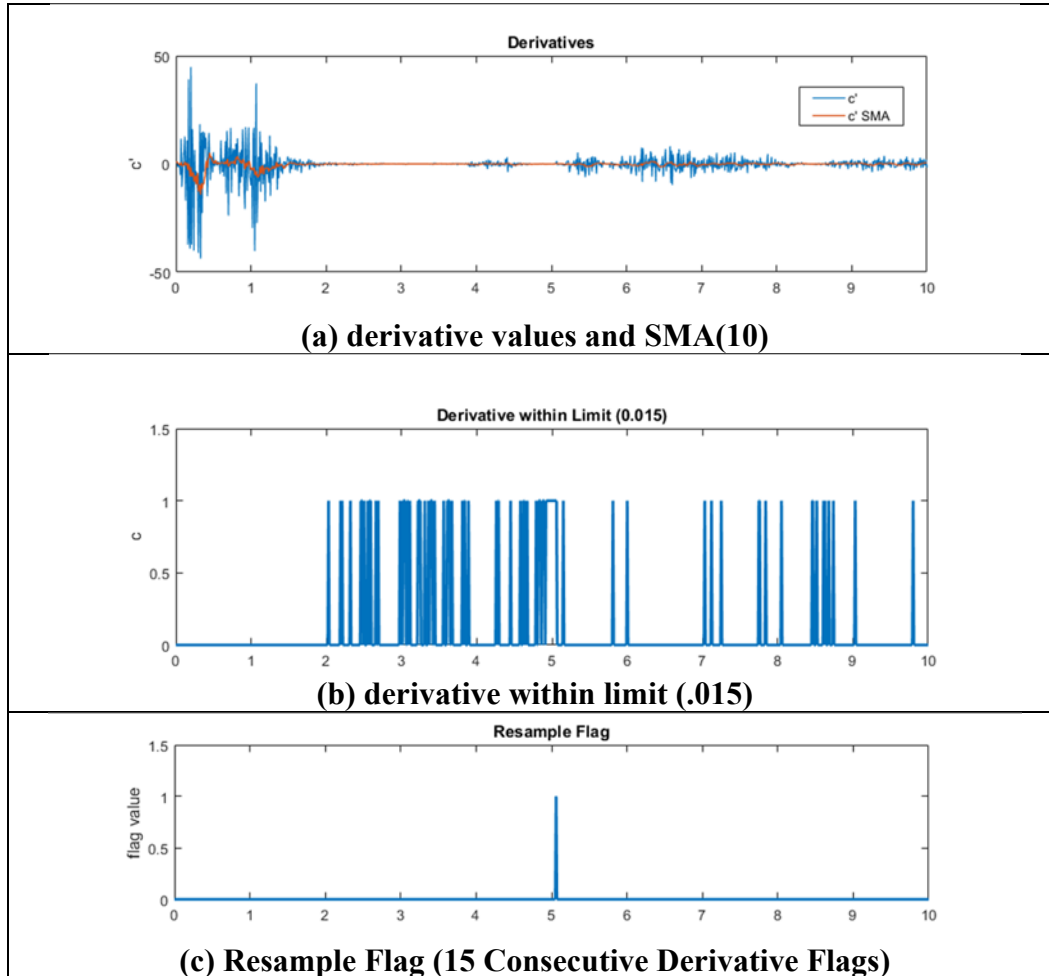 Derivatives
50
c'
c' SMA
c'
0
-50
0 1 2 3 4 5 6 7 8 9 10
(a) derivative values and SMA(10)
Derivative within Limit (0.015)
1.5
1
c
0.5
0
0 1 2 3 4 5 6 7 8 9 10
(b) derivative within limit (.015)
Resample Flag
1.5
1
flag value
0.5
0
0 1 2 3 4 5 6 7 8 9 10
(c) Resample Flag (15 Consecutive Derivative Flags)